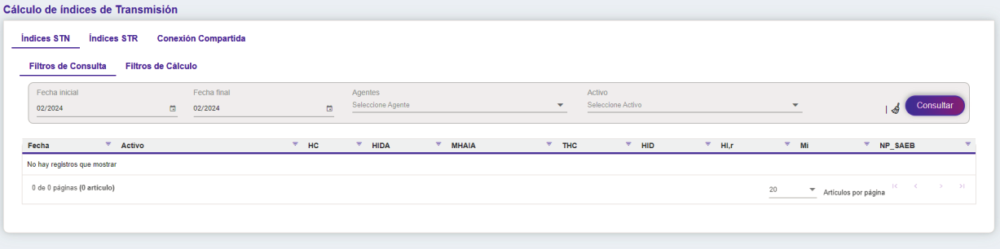 Cálculo de índices de Transmisión
Índices STN Índices STR Conexión Compartida
Filtros de Consulta Filtros de Cálculo
Fecha inicial Fecha final Agentes Activo
02/2024 02/2024 Seleccione Agente Seleccione Activo Consultar
Fecha Activo HC HIDA MHAIA THC HID HI,r Mi NP_SAEB
No hay registros que mostrar
0 de 0 páginas (0 artículo) 20 Artículos por página